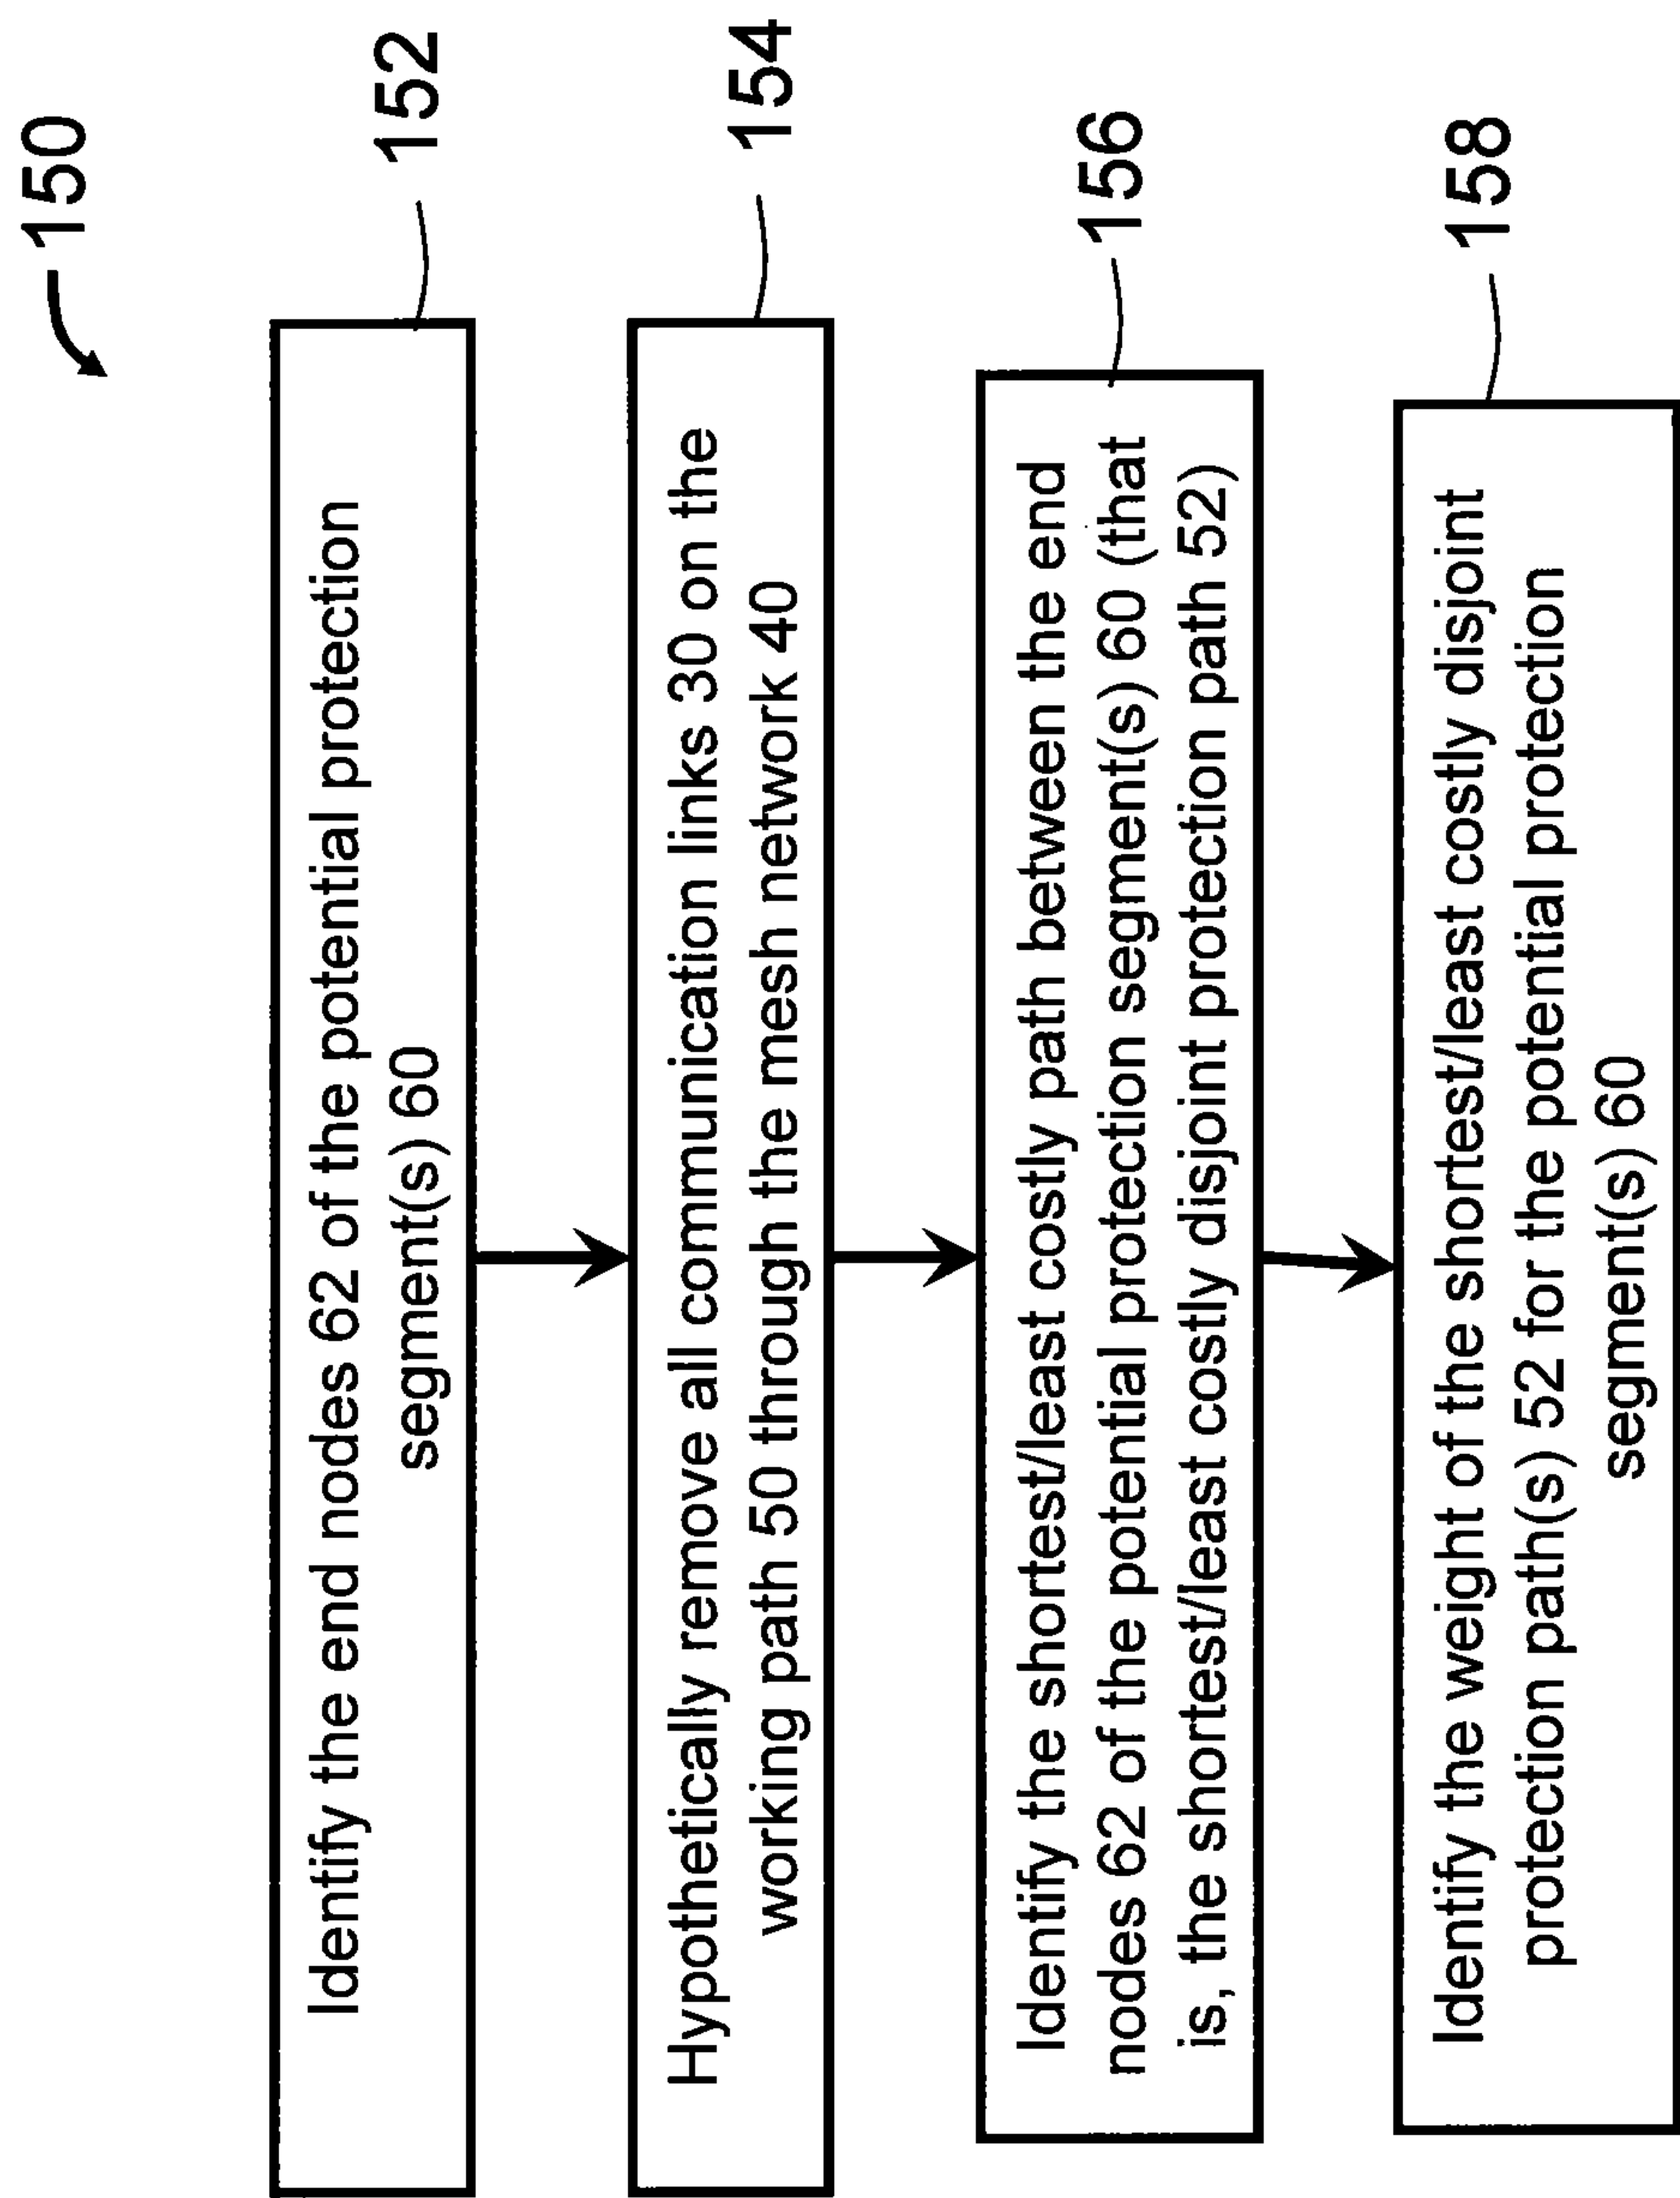 150
Identify the end nodes 62 of the potential protection
segment(s) 60
152
Hypothetically remove all communication links 30 on the
working path 50 through the mesh network 40
154
Identify the shortest/least costly path between the end
nodes 62 of the potential protection segment(s) 60 (that
is, the shortest/least costly disjoint protection path 52)
156
Identify the weight of the shortest/least costly disjoint
protection path(s) 52 for the potential protection
segment(s) 60
158